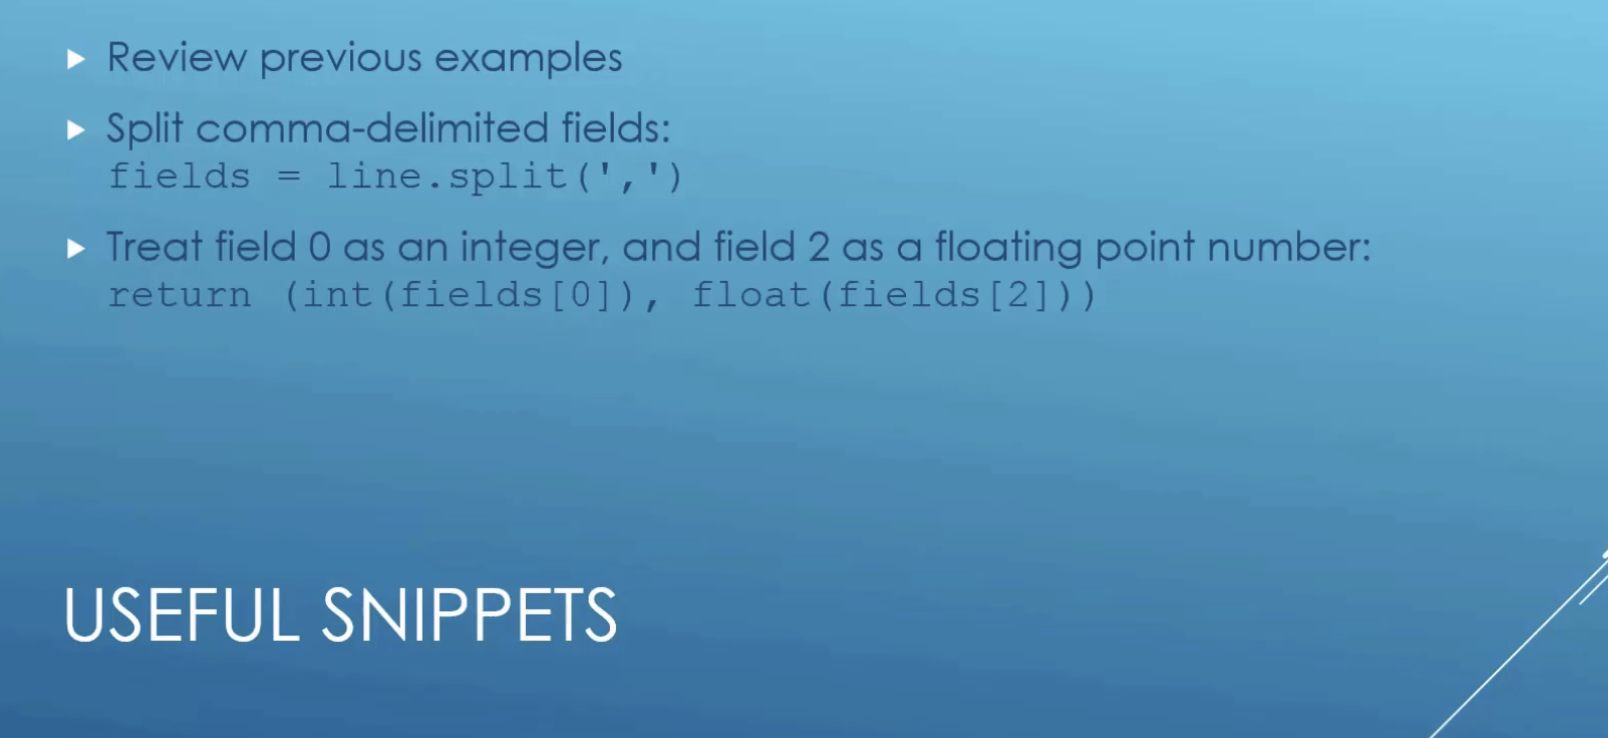 Review previous examples
Split comma-delimited fields:
fields = line.split(',')
Treat field 0 as an integer, and field 2 as a floating point number:
return (int(fields[0]), float(fields[2]))
USEFUL SNIPPETS